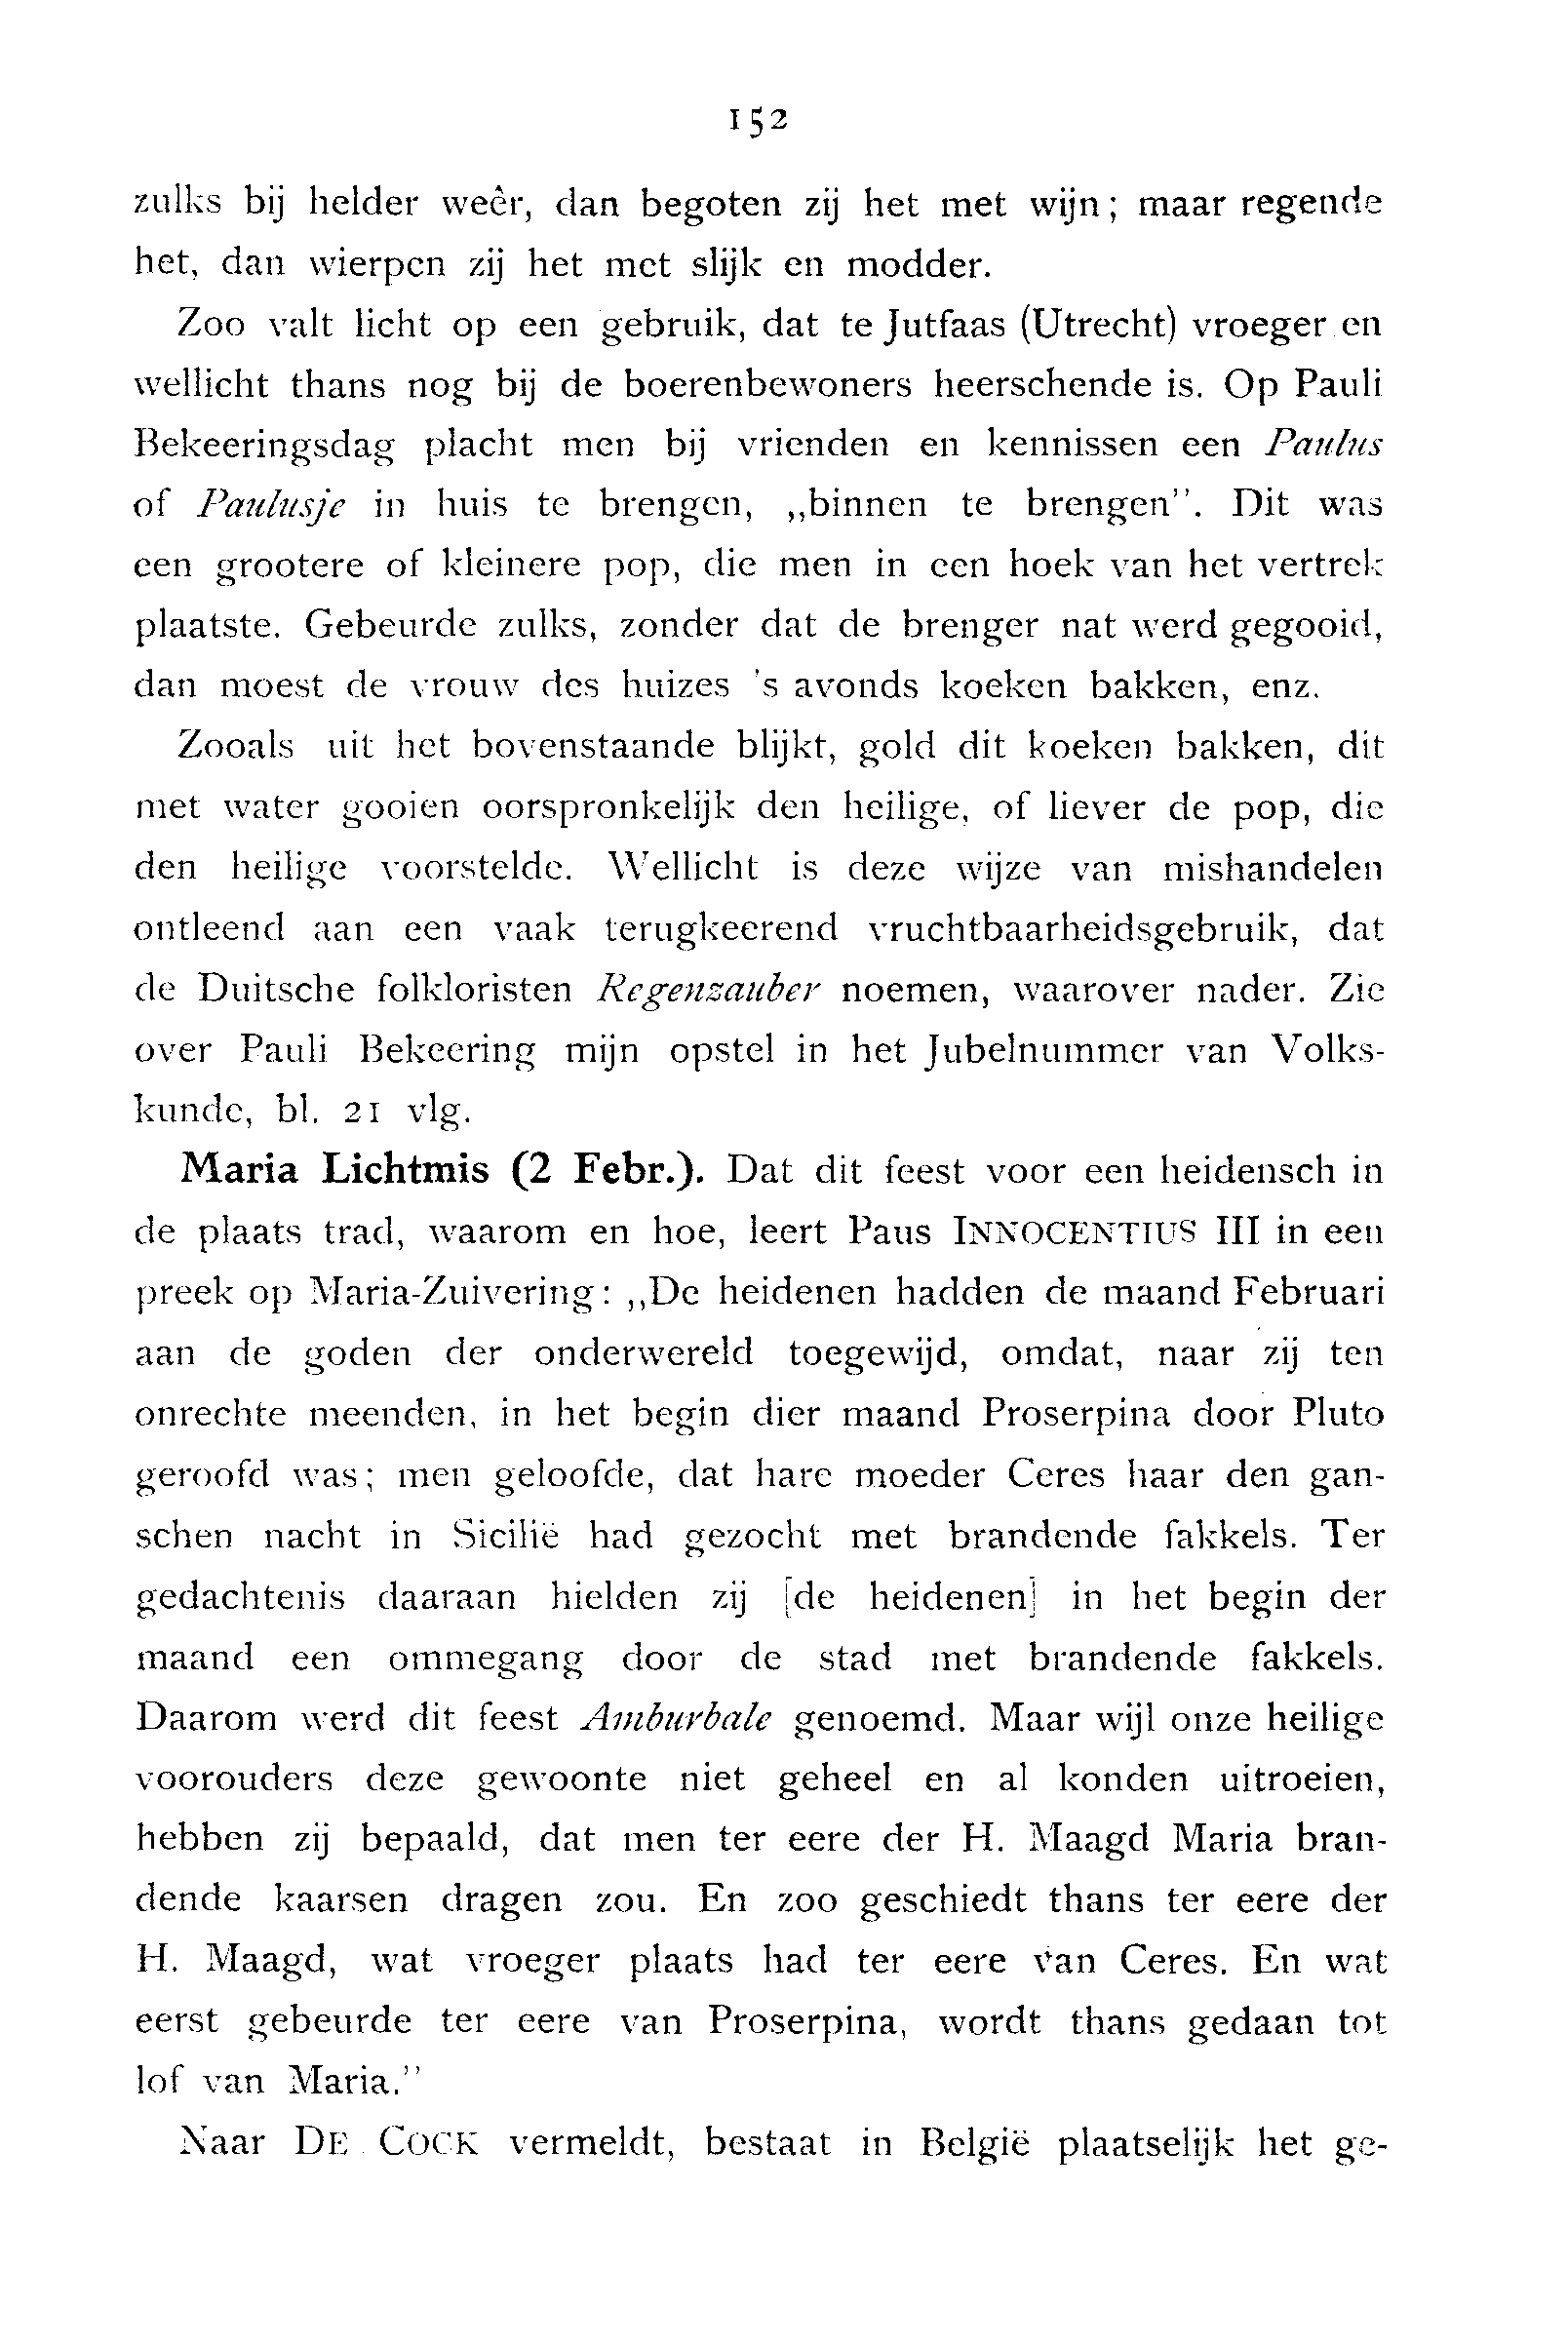 152
zulks bij helder weêr, dan begoten zij het met wijn; maar regende
het, dan wierpen zij het met slijk en modder.
Zoo valt licht op een gebruik, dat te Jutfaas (Utrecht) vroeger en
wellicht thans nog bij de boerenbewoners heerschende is. Op Pauli
Bekeeringsdag placht men bij vrienden en kennissen een Paulus
of Paulusje in huis te brengen, „binnen te brengen”. Dit was
een grootere of kleinere pop, die men in een hoek van het vertrek
plaatste. Gebeurde zulks, zonder dat de brenger nat werd gegooid,
dan moest de vrouw des huizes 's avonds koeken bakken, enz.
Zooals uit het bovenstaande blijkt, gold dit koeken bakken, dit
met water gooien oorspronkelijk den heilige, of liever de pop, die
den heilige voorstelde. Wellicht is deze wijze van mishandelen
ontleend aan een vaak terugkeerend vruchtbaarheidsgebruik, dat
de Duitsche folkloristen Regenzauber noemen, waarover nader. Zie
over Pauli Bekeering mijn opstel in het Jubelnummer van Volks-
kunde, bl. 21 vlg.
Maria Lichtmis (2 Febr.). Dat dit feest voor een heidensch in
de plaats trad, waarom en hoe, leert Paus INNOCENTIUS III in een
preek op Maria-Zuivering: „De heidenen hadden de maand Februari
aan de goden der onderwereld toegewijd, omdat, naar zij ten
onrechte meenden, in het begin dier maand Proserpina door Pluto
geroofd was; men geloofde, dat hare moeder Ceres haar den gan-
schen nacht in Sicilië had gezocht met brandende fakkels. Ter
gedachtenis daaraan hielden zij [de heidenen] in het begin der
maand een ommegang door de stad met brandende fakkels.
Daarom werd dit feest Amburbale genoemd. Maar wijl onze heilige
voorouders deze gewoonte niet geheel en al konden uitroeien,
hebben zij bepaald, dat men ter eere der H. Maagd Maria bran-
dende kaarsen dragen zou. En zoo geschiedt thans ter eere der
H. Maagd, wat vroeger plaats had ter eere van Ceres. En wat
eerst gebeurde ter eere van Proserpina, wordt thans gedaan tot
lof van Maria.”
Naar DE COCK vermeldt, bestaat in België plaatselijk het ge-